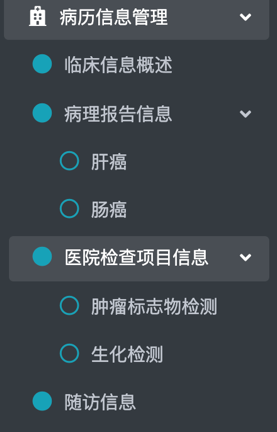 病历信息管理
临床信息概述
病理报告信息
肝癌
肠癌
医院检查项目信息
肿瘤标志物检测
生化检测
随访信息